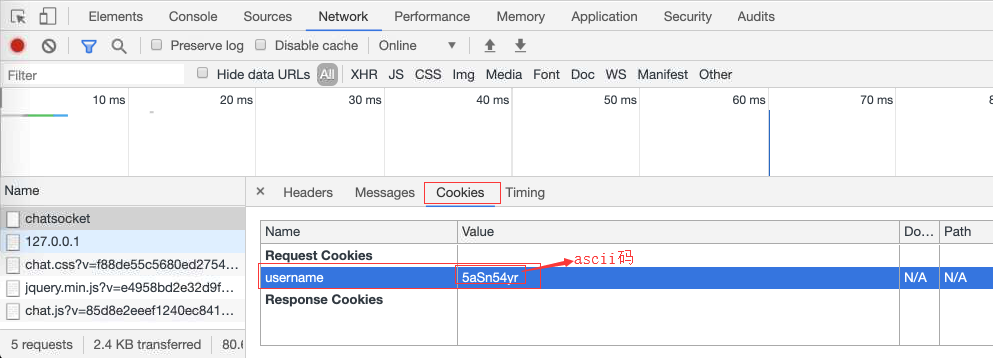 Elements Console Sources Network Performance Memory Application Security Audits
Preserve log Disable cache Online
Filter Hide data URLs All XHR JS CSS Img Media Font Doc WS Manifest Other
10 ms 20 ms 30 ms 40 ms 50 ms 60 ms 70 ms
Name × Headers Messages Cookies Timing
chatsocket
127.0.0.1
chat.css?v=f88de55c5680ed2754…
jquery.min.js?v=e4958bd2e32d9f…
chat.js?v=85d8e2eeef1240ec841…
Name Value Do… Path
Request Cookies
ascii码
username 5aSn54yr N/A N/A
Response Cookies
5 requests 2.4 KB transferred